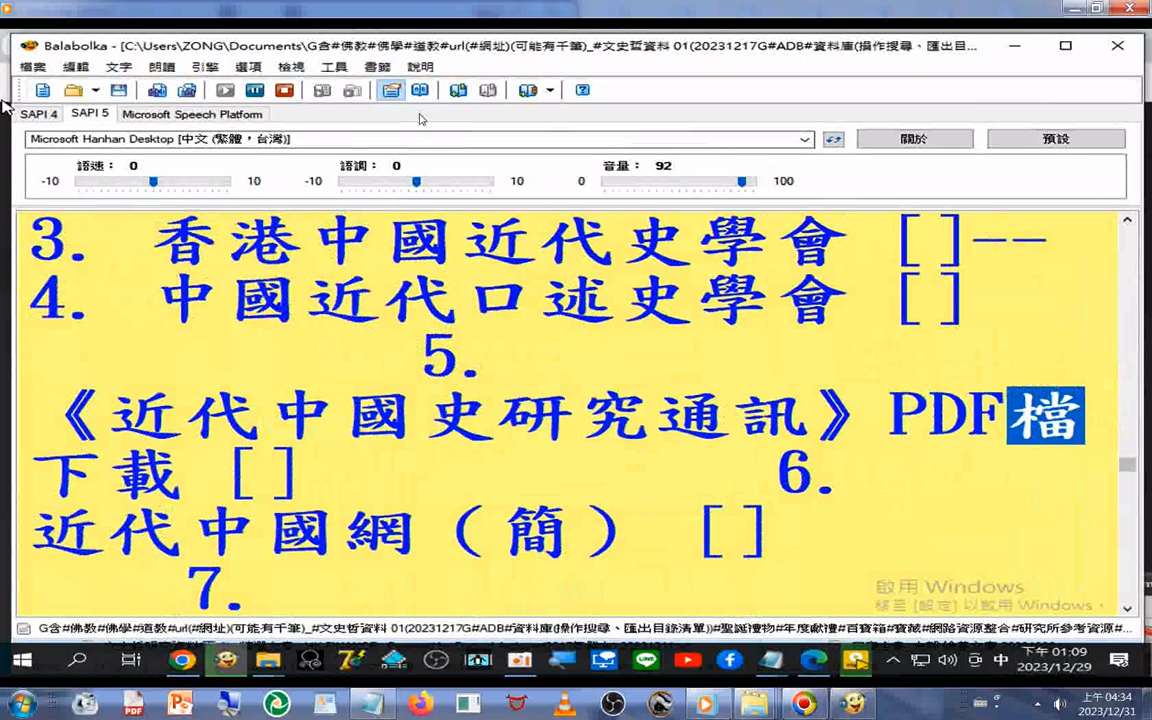 Balabolka - [C:\Users\ZONG\Documents\G含#佛教#佛學#道教#url(#網址)(可能有千筆)_#文史哲資料 01(20231217G#ADB#資料庫(操作搜尋、匯出目...
檔案 編輯 文字 朗讀 引擎 選項 檢視 工具 書籤 說明
SAPI 4 SAPI 5 Microsoft Speech Platform
Microsoft Hanhan Desktop [中文 (繁體，台灣)] 關於 預設
語速： 0 語調： 0 音量： 92
-10 10 -10 10 0 100
3. 香港中國近代史學會 []--
4. 中國近代口述史學會 []
5.
《近代中國史研究通訊》PDF檔
下載 [] 6.
近代中國網（簡） []
7.
啟用 Windows
移至 [設定] 以啟用 Windows。
G含#佛教#佛學#道教#url(#網址)(可能有千筆)_#文史哲資料 01(20231217G#ADB#資料庫(操作搜尋、匯出目錄清單))#聖誕禮物#年度獻禮#百寶箱#寶藏#網路資源整合#研究所參考資源#...
中 下午 01:09
2023/12/29
上午 04:34
2023/12/31